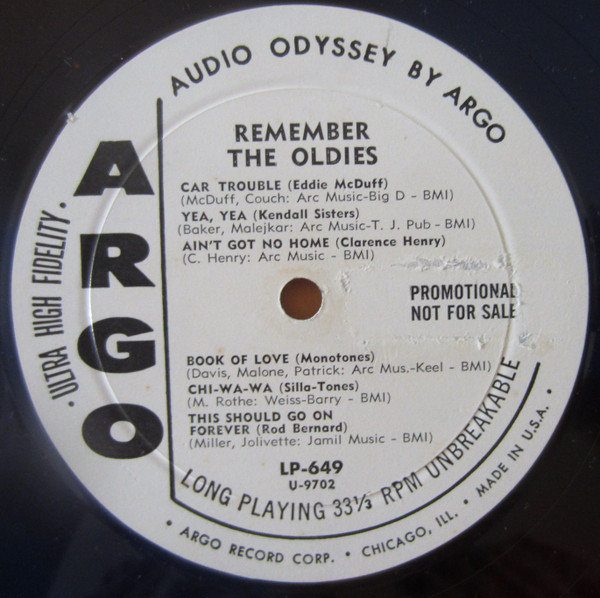 AUDIO ODYSSEY BY ARGO
ARGO
· ULTRA HIGH FIDELITY ·
REMEMBER
THE OLDIES
CAR TROUBLE (Eddie McDuff)
(McDuff, Couch: Arc Music-Big D - BMI)
YEA, YEA (Kendall Sisters)
(Baker, Malejkar: Arc Music-T. J. Pub - BMI)
AIN'T GOT NO HOME (Clarence Henry)
(C. Henry: Arc Music - BMI)
PROMOTIONAL
NOT FOR SALE
BOOK OF LOVE (Monotones)
(Davis, Malone, Patrick: Arc Mus.-Keel - BMI)
CHI-WA-WA (Silla-Tones)
(M. Rothe: Weiss-Barry - BMI)
THIS SHOULD GO ON
FOREVER (Rod Bernard)
(Miller, Jolivette: Jamil Music - BMI)
LP-649
U-9702
LONG PLAYING 33⅓ RPM UNBREAKABLE
· ARGO RECORD CORP. · CHICAGO, ILL. · MADE IN U.S.A. ·